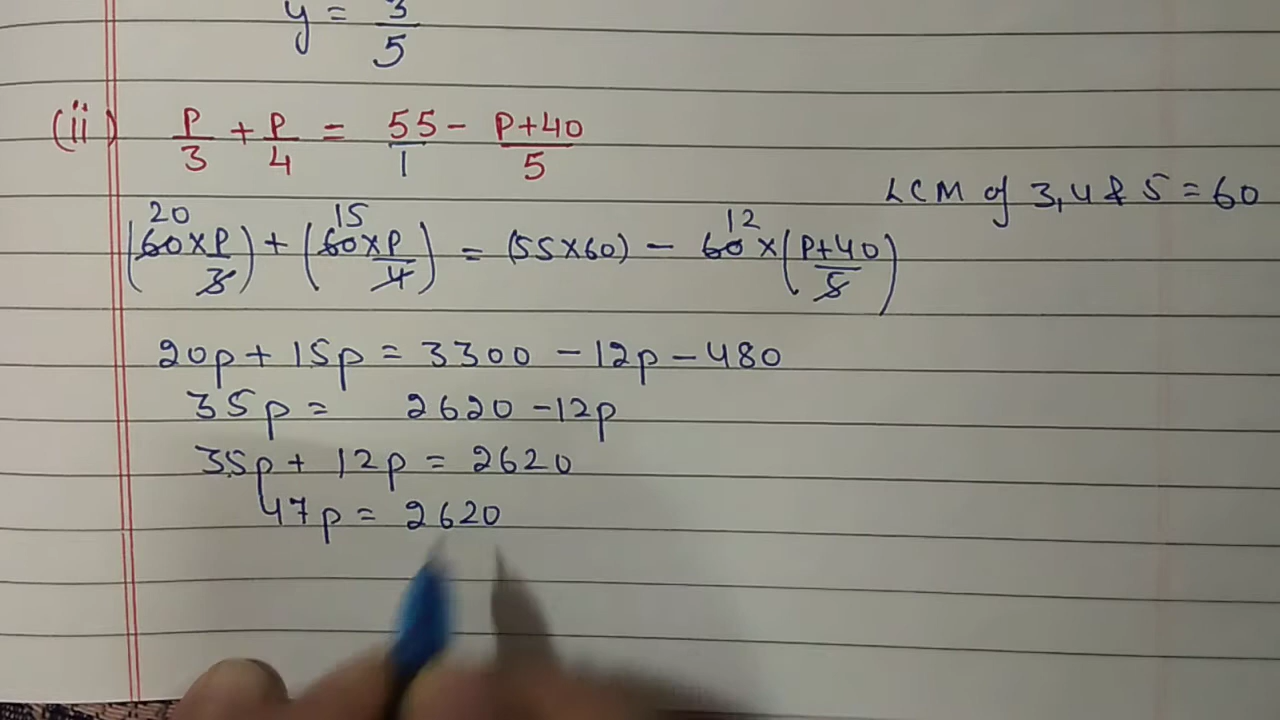 y = 3/5
(ii) P/3 + P/4 = 55/1 - P+40/5
LCM of 3,4 & 5 = 60
(60 20 × P/3) + (60 15 × P/4) = (55×60) - 60 12 × (P+40/5)
20p + 15p = 3300 - 12p - 480
35p = 2620 - 12p
35p + 12p = 2620
47p = 2620